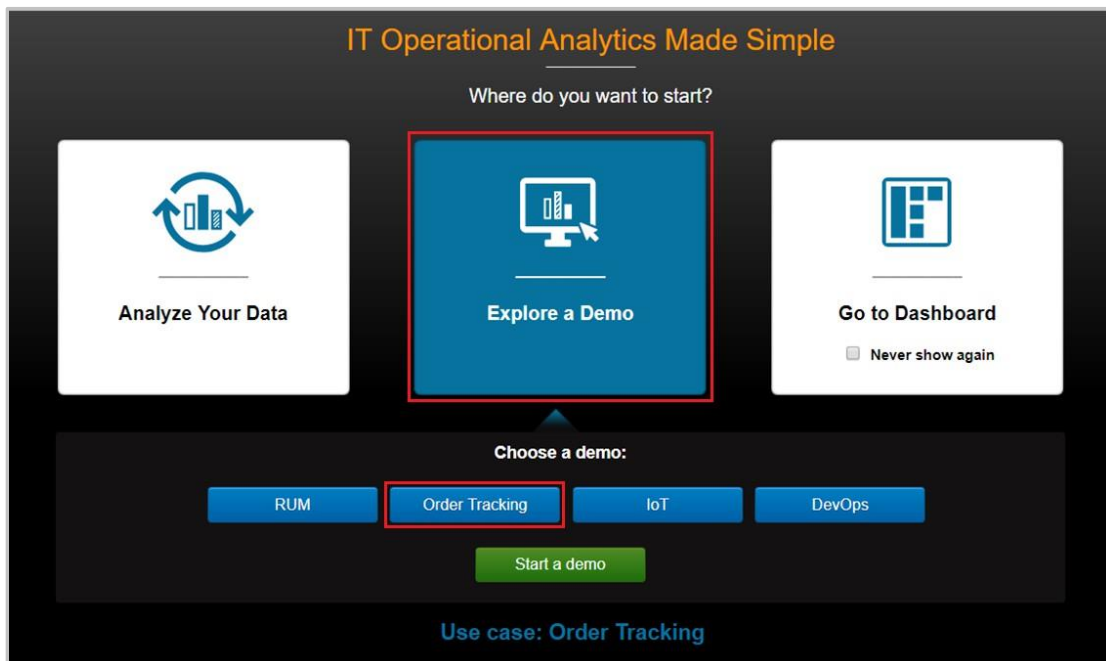 IT Operational Analytics Made Simple
Where do you want to start?
Analyze Your Data
Explore a Demo
Go to Dashboard
Never show again
Choose a demo:
RUM
Order Tracking
IoT
DevOps
Start a demo
Use case: Order Tracking